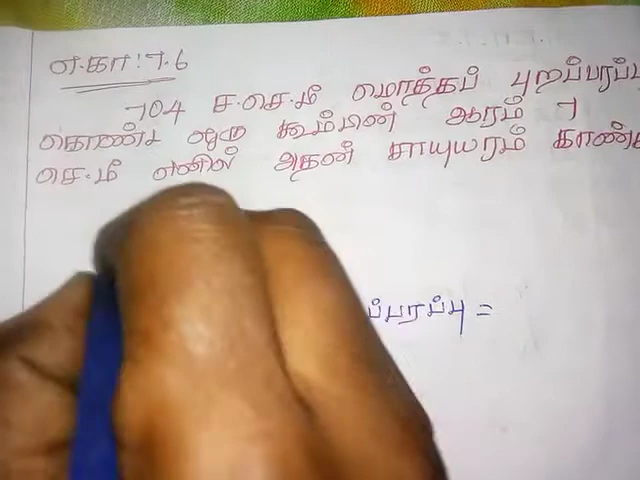 எ.கா:7.6
704 ச.செ.மீ மொத்தப் புறப்பரப்பு
கொண்ட ஒரு கூம்பின் ஆரம் 7
செ.மீ எனில் அதன் சாயுயரம் காண்க
ப்பரப்பு =